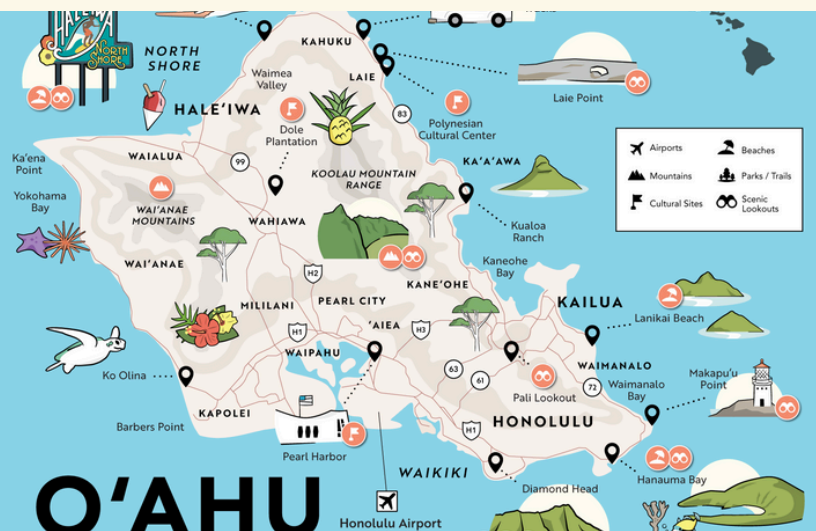 HALEIWA
NORTH
SHORE
NORTH
SHORE
KAHUKU
Waimea
Valley
LAIE
Laie Point
HALE'IWA
Dole
Plantation
83
Polynesian
Cultural Center
Airports
Beaches
Mountains
Parks / Trails
Cultural Sites
Scenic
Lookouts
Ka'ena
Point
WAIALUA
99
KOOLAU MOUNTAIN
RANGE
KA'A'AWA
Yokohama
Bay
WAI'ANAE
MOUNTAINS
WAHIAWA
Kualoa
Ranch
WAI'ANAE
H2
Kaneohe
Bay
KANE'OHE
MILILANI
PEARL CITY
'AIEA
KAILUA
Lanikai Beach
H1
H3
WAIPAHU
WAIMANALO
Ko Olina
63
61
72
Pali Lookout
Waimanalo
Bay
Makapu'u
Point
KAPOLEI
Barbers Point
HONOLULU
H1
Pearl Harbor
WAIKIKI
Hanauma Bay
Diamond Head
O'AHU
Honolulu Airport